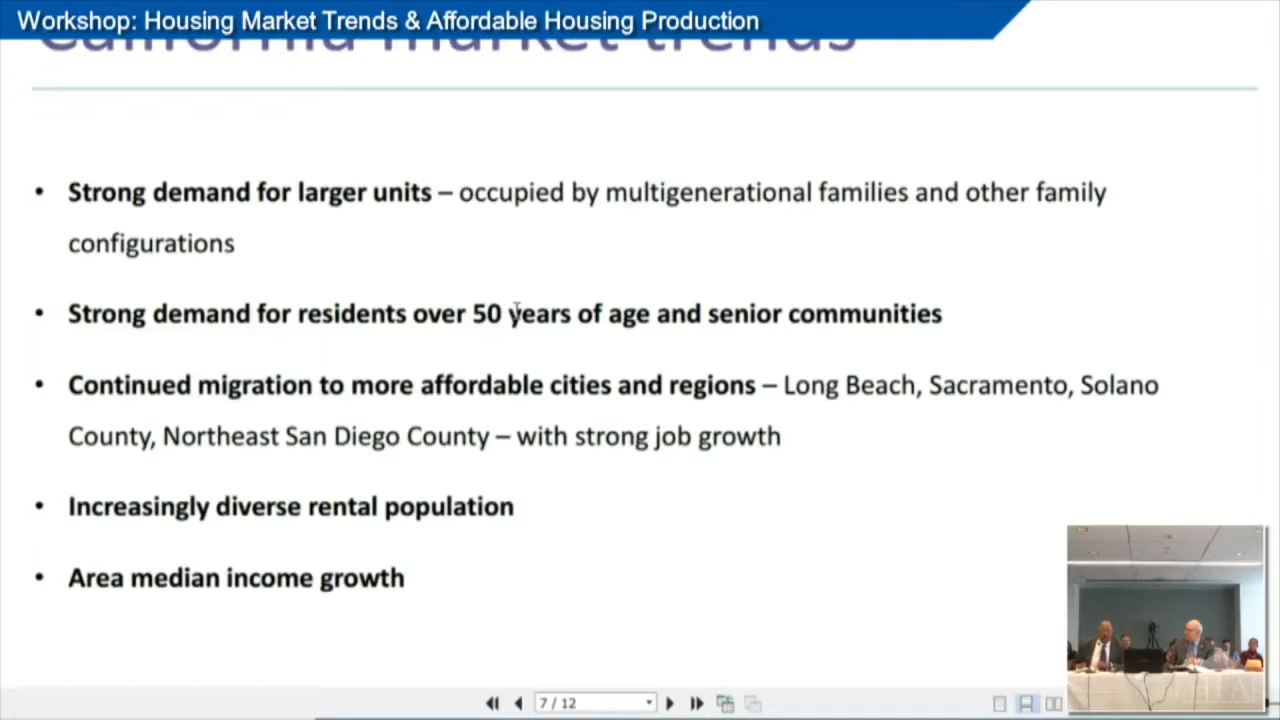 Workshop: Housing Market Trends & Affordable Housing Production
California market trends
• Strong demand for larger units – occupied by multigenerational families and other family
configurations
• Strong demand for residents over 50 years of age and senior communities
• Continued migration to more affordable cities and regions – Long Beach, Sacramento, Solano
County, Northeast San Diego County – with strong job growth
• Increasingly diverse rental population
• Area median income growth
7 / 12